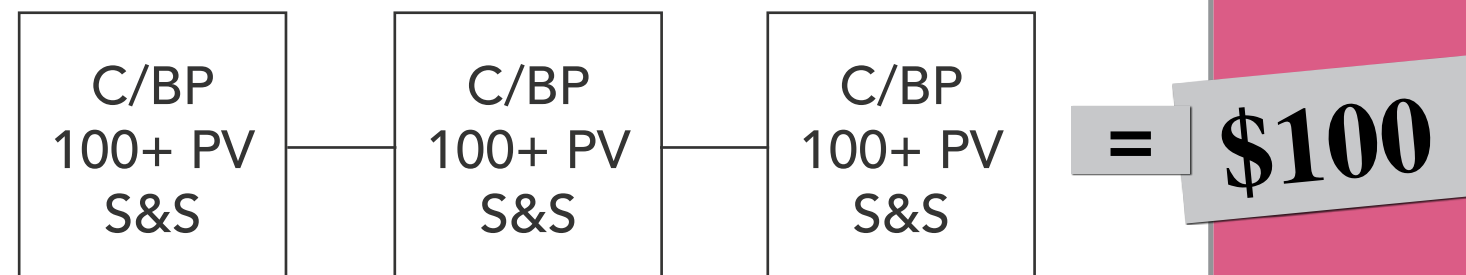 C/BP
100+ PV
S&S
C/BP
100+ PV
S&S
C/BP
100+ PV
S&S
=
$100